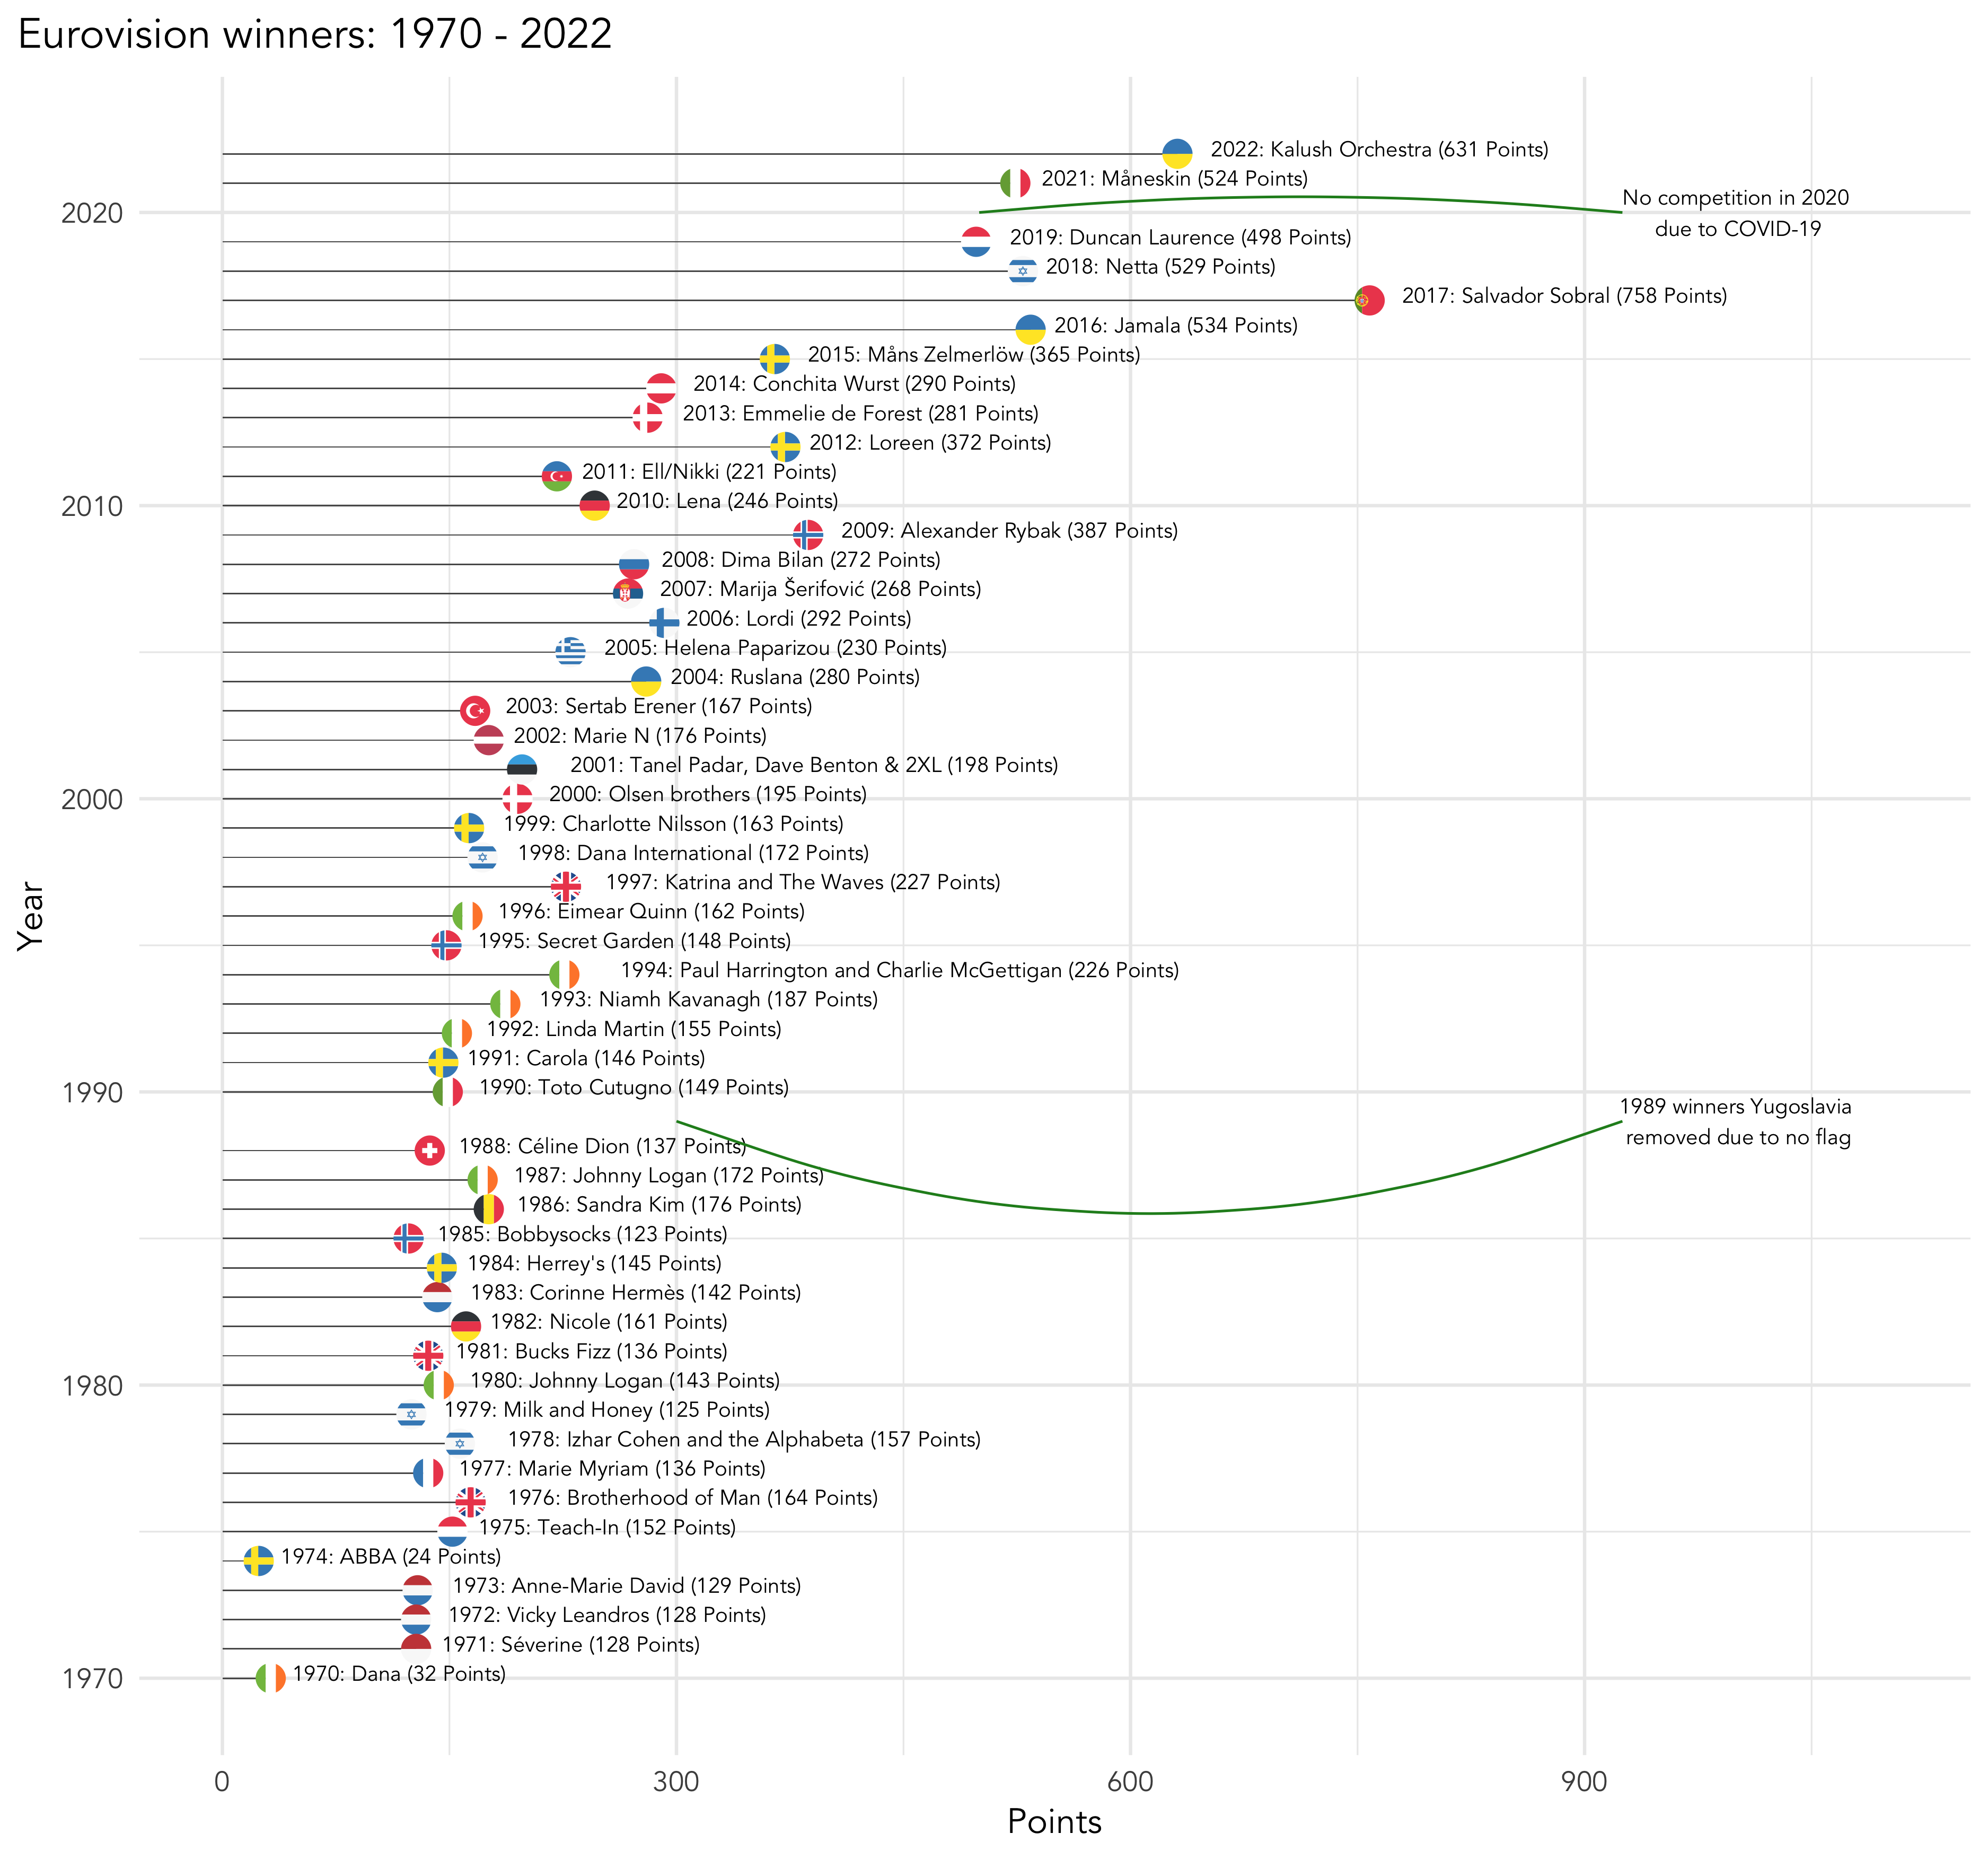 Eurovision winners: 1970 - 2022
2022: Kalush Orchestra (631 Points)
2021: Måneskin (524 Points)
No competition in 2020
due to COVID-19
2020
2019: Duncan Laurence (498 Points)
2018: Netta (529 Points)
2017: Salvador Sobral (758 Points)
2016: Jamala (534 Points)
2015: Måns Zelmerlöw (365 Points)
2014: Conchita Wurst (290 Points)
2013: Emmelie de Forest (281 Points)
2012: Loreen (372 Points)
2011: Ell/Nikki (221 Points)
2010
2010: Lena (246 Points)
2009: Alexander Rybak (387 Points)
2008: Dima Bilan (272 Points)
2007: Marija Šerifović (268 Points)
2006: Lordi (292 Points)
2005: Helena Paparizou (230 Points)
2004: Ruslana (280 Points)
2003: Sertab Erener (167 Points)
2002: Marie N (176 Points)
2001: Tanel Padar, Dave Benton & 2XL (198 Points)
2000
2000: Olsen brothers (195 Points)
1999: Charlotte Nilsson (163 Points)
1998: Dana International (172 Points)
1997: Katrina and The Waves (227 Points)
1996: Eimear Quinn (162 Points)
Year
1995: Secret Garden (148 Points)
1994: Paul Harrington and Charlie McGettigan (226 Points)
1993: Niamh Kavanagh (187 Points)
1992: Linda Martin (155 Points)
1991: Carola (146 Points)
1990
1990: Toto Cutugno (149 Points)
1989 winners Yugoslavia
removed due to no flag
1988: Céline Dion (137 Points)
1987: Johnny Logan (172 Points)
1986: Sandra Kim (176 Points)
1985: Bobbysocks (123 Points)
1984: Herrey's (145 Points)
1983: Corinne Hermès (142 Points)
1982: Nicole (161 Points)
1981: Bucks Fizz (136 Points)
1980
1980: Johnny Logan (143 Points)
1979: Milk and Honey (125 Points)
1978: Izhar Cohen and the Alphabeta (157 Points)
1977: Marie Myriam (136 Points)
1976: Brotherhood of Man (164 Points)
1975: Teach-In (152 Points)
1974: ABBA (24 Points)
1973: Anne-Marie David (129 Points)
1972: Vicky Leandros (128 Points)
1971: Séverine (128 Points)
1970
1970: Dana (32 Points)
0
300
600
900
Points